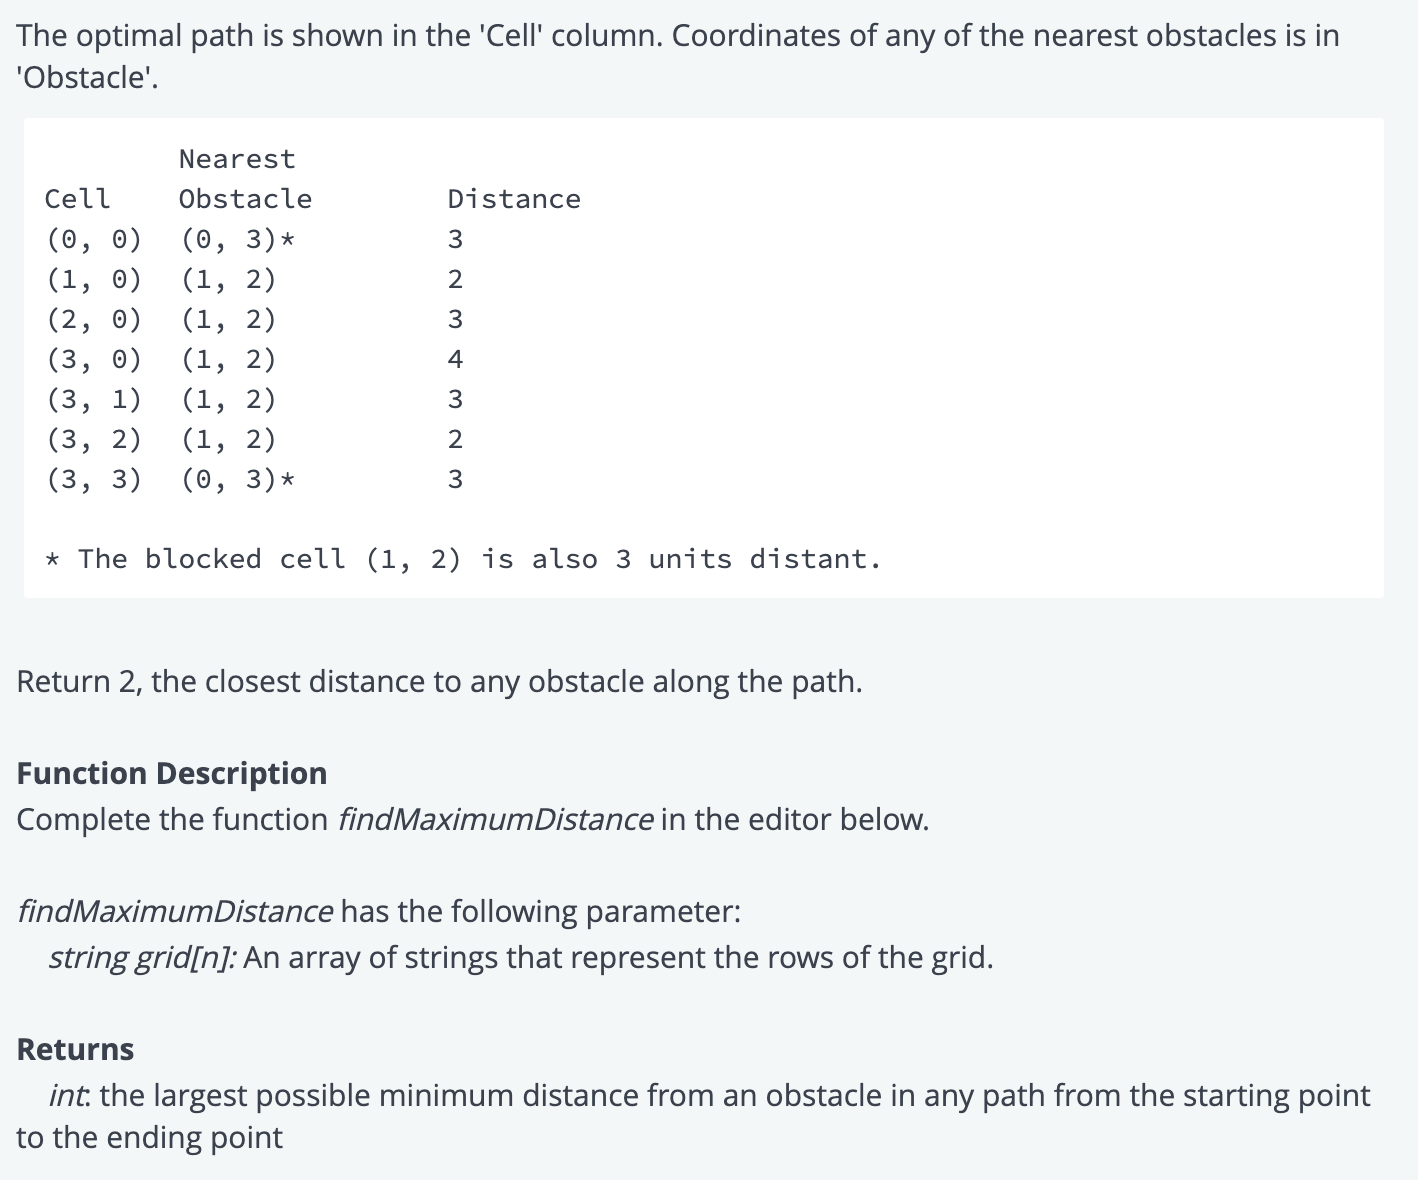 The optimal path is shown in the 'Cell' column. Coordinates of any of the nearest obstacles is in
'Obstacle'.
Nearest
Cell Obstacle Distance
(0, 0) (0, 3)* 3
(1, 0) (1, 2) 2
(2, 0) (1, 2) 3
(3, 0) (1, 2) 4
(3, 1) (1, 2) 3
(3, 2) (1, 2) 2
(3, 3) (0, 3)* 3
* The blocked cell (1, 2) is also 3 units distant.
Return 2, the closest distance to any obstacle along the path.
Function Description
Complete the function findMaximumDistance in the editor below.
findMaximumDistance has the following parameter:
string grid[n]: An array of strings that represent the rows of the grid.
Returns
int: the largest possible minimum distance from an obstacle in any path from the starting point
to the ending point